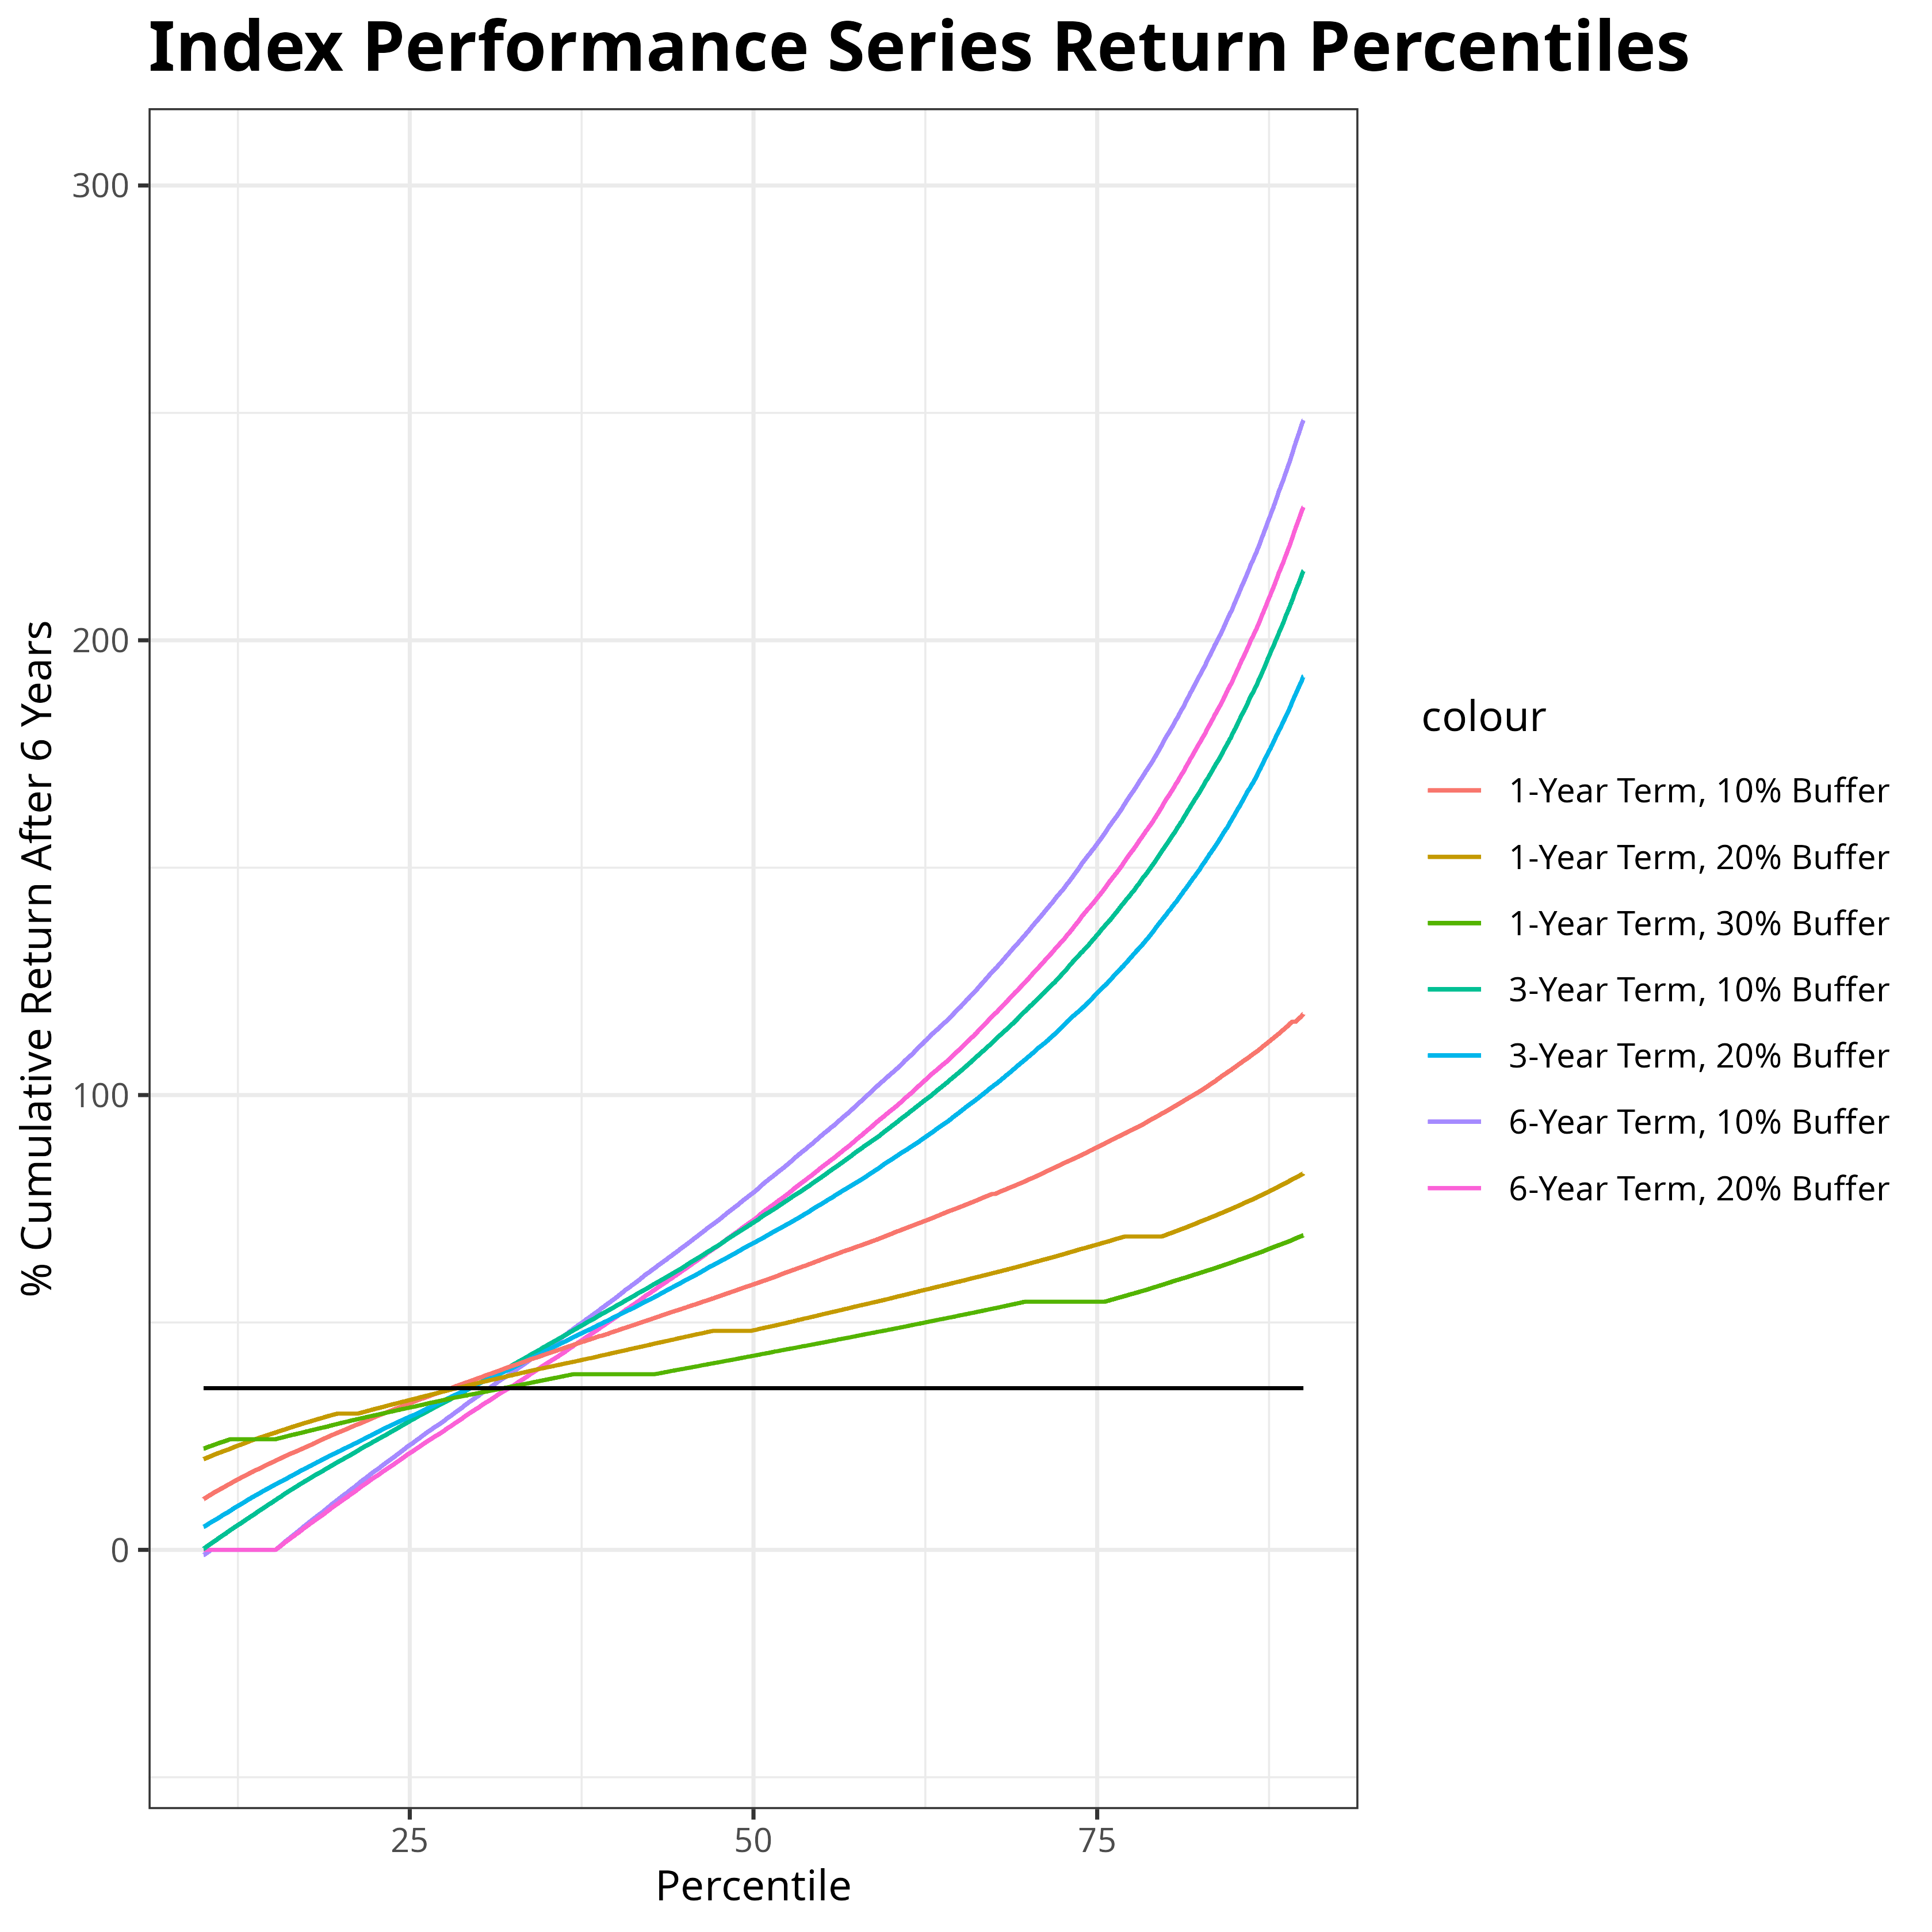 Index Performance Series Return Percentiles
% Cumulative Return After 6 Years
300
200
100
0
25
50
75
Percentile
colour
1-Year Term, 10% Buffer
1-Year Term, 20% Buffer
1-Year Term, 30% Buffer
3-Year Term, 10% Buffer
3-Year Term, 20% Buffer
6-Year Term, 10% Buffer
6-Year Term, 20% Buffer